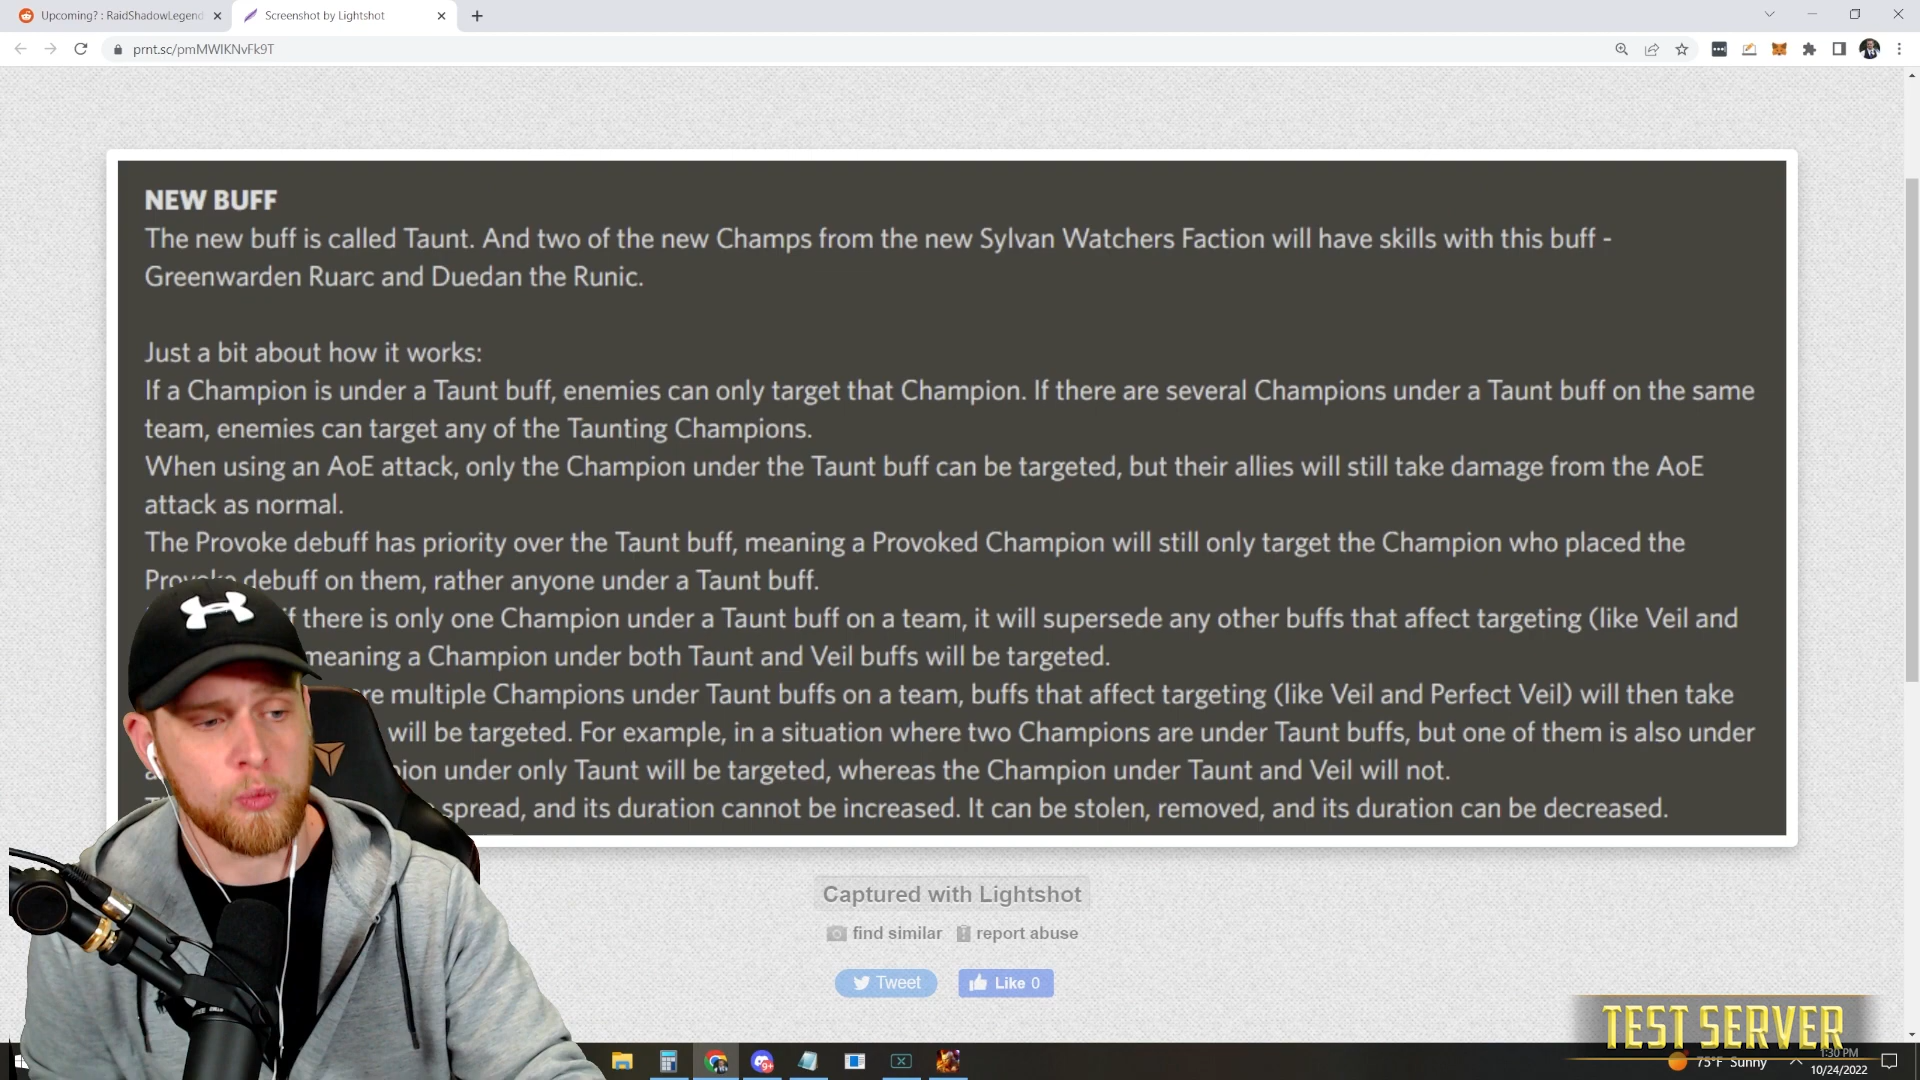 Upcoming? : RaidShadowLegend
Screenshot by Lightshot
prnt.sc/pmMWlKNvFk9T
NEW BUFF
The new buff is called Taunt. And two of the new Champs from the new Sylvan Watchers Faction will have skills with this buff -
Greenwarden Ruarc and Duedan the Runic.
Just a bit about how it works:
If a Champion is under a Taunt buff, enemies can only target that Champion. If there are several Champions under a Taunt buff on the same
team, enemies can target any of the Taunting Champions.
When using an AoE attack, only the Champion under the Taunt buff can be targeted, but their allies will still take damage from the AoE
attack as normal.
The Provoke debuff has priority over the Taunt buff, meaning a Provoked Champion will still only target the Champion who placed the
Provoke debuff on them, rather anyone under a Taunt buff.
if there is only one Champion under a Taunt buff on a team, it will supersede any other buffs that affect targeting (like Veil and
meaning a Champion under both Taunt and Veil buffs will be targeted.
multiple Champions under Taunt buffs on a team, buffs that affect targeting (like Veil and Perfect Veil) will then take
will be targeted. For example, in a situation where two Champions are under Taunt buffs, but one of them is also under
under only Taunt will be targeted, whereas the Champion under Taunt and Veil will not.
spread, and its duration cannot be increased. It can be stolen, removed, and its duration can be decreased.
Captured with Lightshot
find similar report abuse
Tweet Like 0
TEST SERVER
75°F Sunny
1:30 PM
10/24/2022